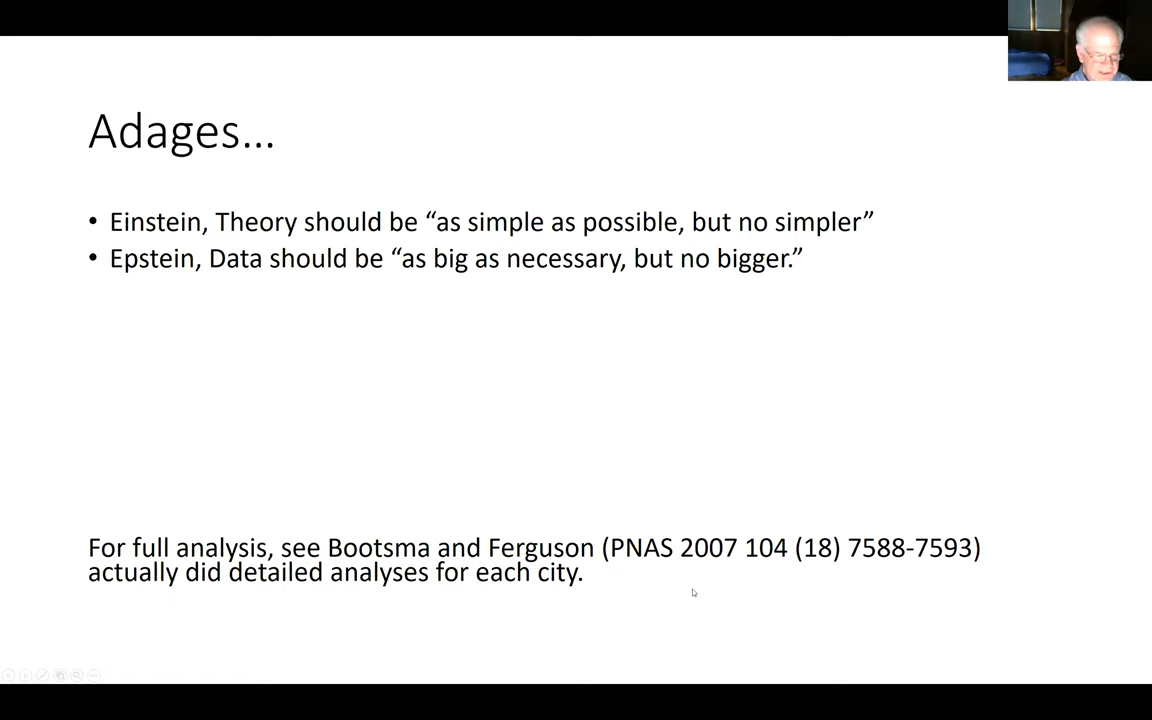 Adages...
• Einstein, Theory should be “as simple as possible, but no simpler”
• Epstein, Data should be “as big as necessary, but no bigger.”
For full analysis, see Bootsma and Ferguson (PNAS 2007 104 (18) 7588-7593)
actually did detailed analyses for each city.